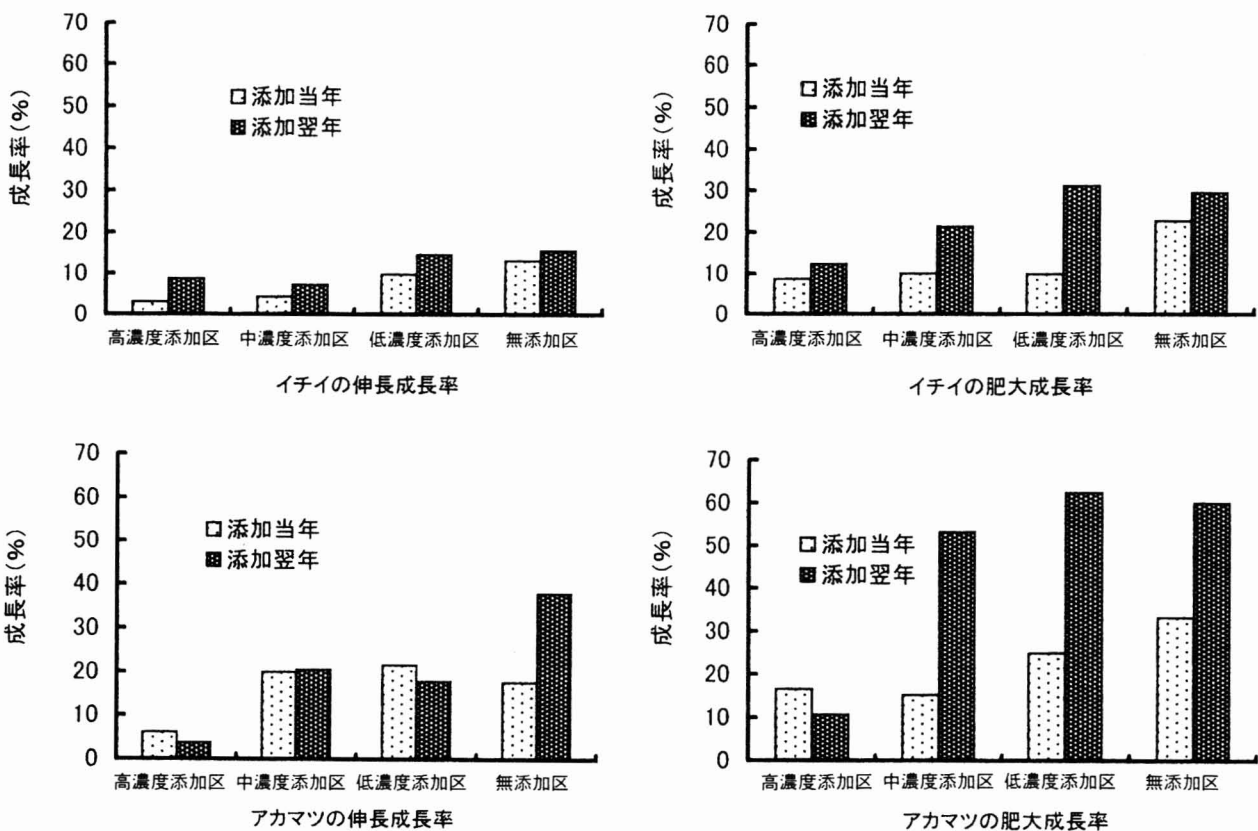 成長率(%)
70
60
50
40
30
20
10
0
添加当年
添加翌年
高濃度添加区 中濃度添加区 低濃度添加区 無添加区
イチイの伸長成長率
成長率(%)
70
60
50
40
30
20
10
0
添加当年
添加翌年
高濃度添加区 中濃度添加区 低濃度添加区 無添加区
イチイの肥大成長率
成長率(%)
70
60
50
40
30
20
10
0
添加当年
添加翌年
高濃度添加区 中濃度添加区 低濃度添加区 無添加区
アカマツの伸長成長率
成長率(%)
70
60
50
40
30
20
10
0
添加当年
添加翌年
高濃度添加区 中濃度添加区 低濃度添加区 無添加区
アカマツの肥大成長率